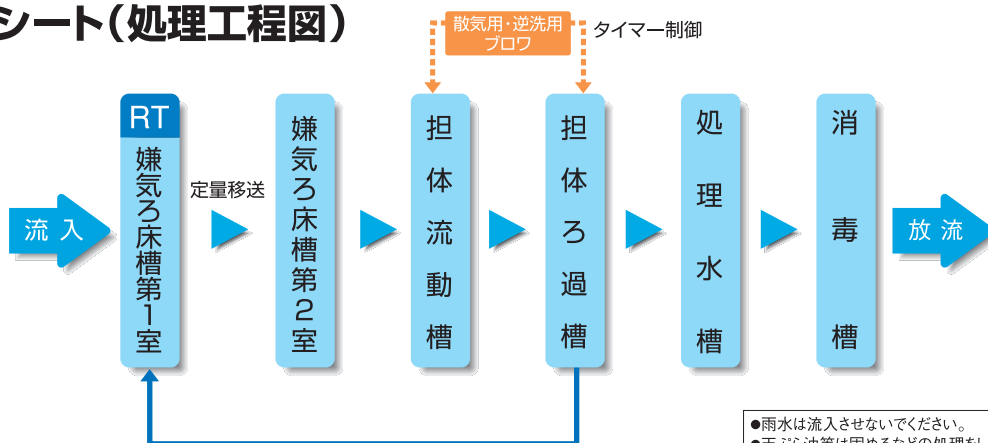 シート(処理工程図)
散気用・逆洗用
ブロワ
タイマー制御
流入
RT
嫌気ろ床槽第1室
定量移送
嫌気ろ床槽第2室
担体流動槽
担体ろ過槽
処理水槽
消毒槽
放流
●雨水は流入させないでください。